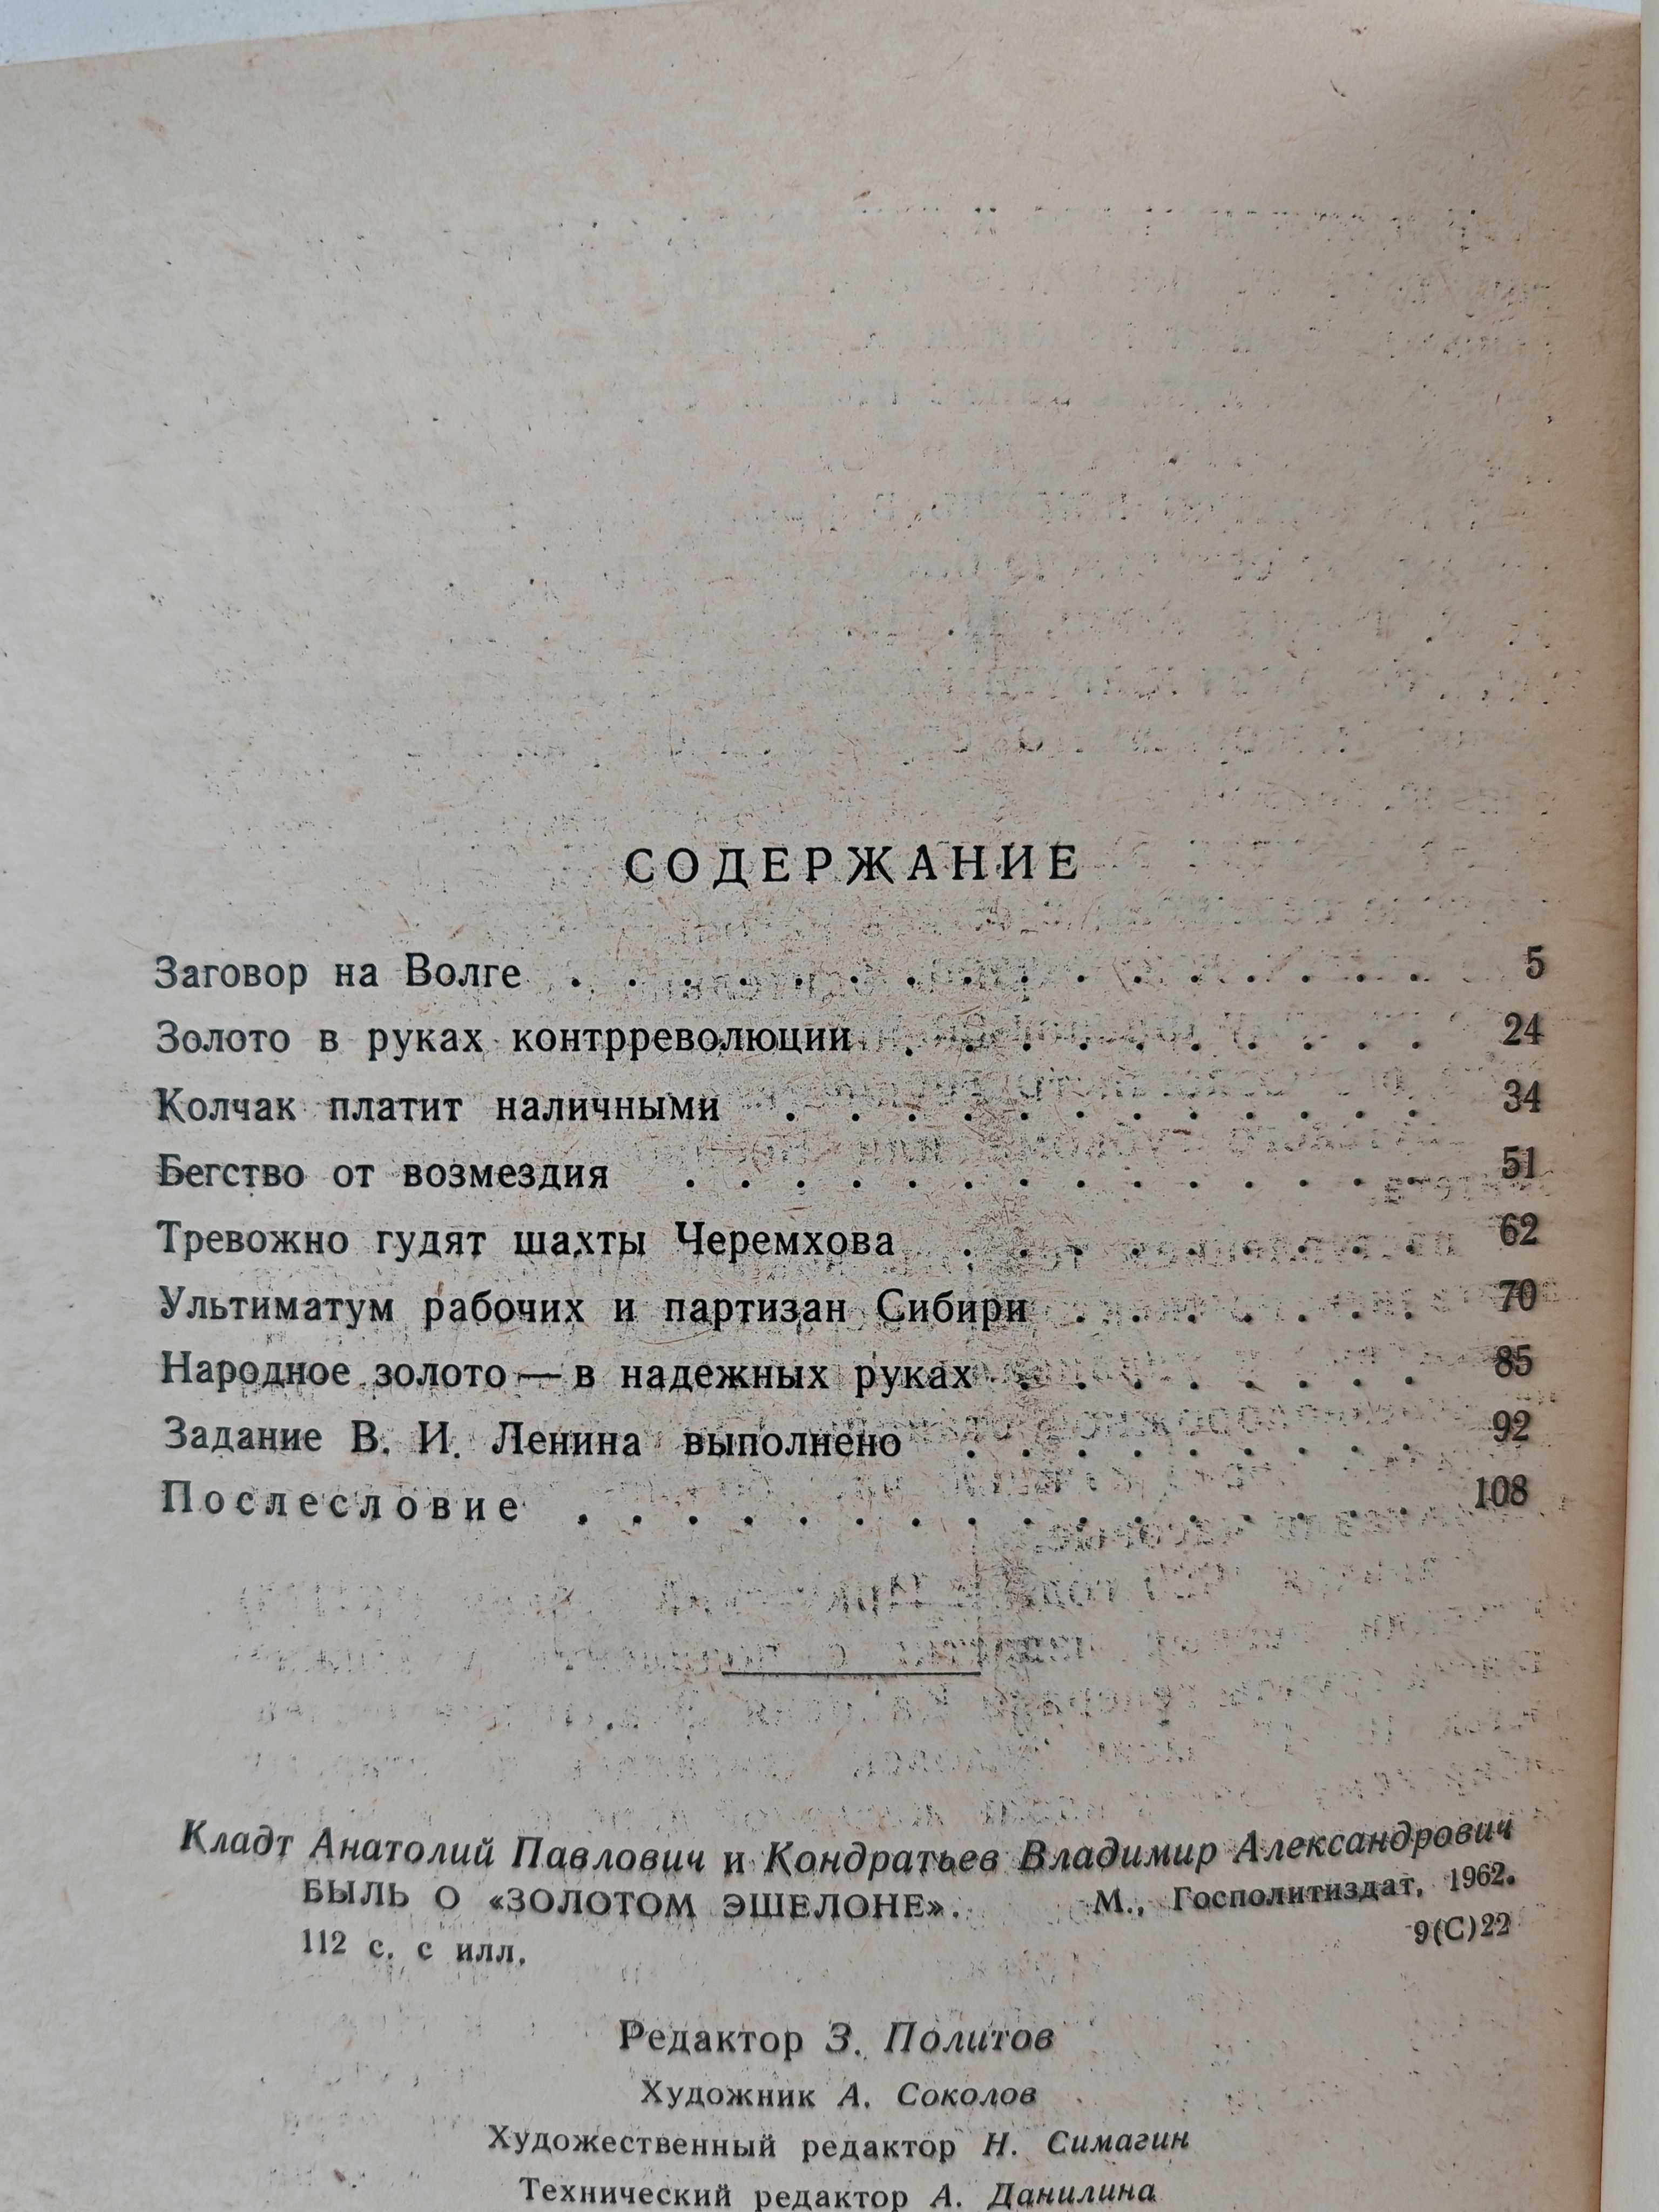 СОДЕРЖАНИЕ
Заговор на Волге . . . . . . . . . . . . . . . . 5
Золото в руках контрреволюции . . . . . . . . . . 24
Колчак платит наличными . . . . . . . . . . . . 34
Бегство от возмездия . . . . . . . . . . . . . . 51
Тревожно гудят шахты Черемхова . . . . . . . . . 62
Ультиматум рабочих и партизан Сибири . . . . . . . 70
Народное золото — в надежных руках . . . . . . . . 85
Задание В. И. Ленина выполнено . . . . . . . . . 92
Послесловие . . . . . . . . . . . . . . . . 108
Кладт Анатолий Павлович и Кондратьев Владимир Александрович
БЫЛЬ О «ЗОЛОТОМ ЭШЕЛОНЕ». М., Госполитиздат, 1962.
112 с. с илл.
9(С)22
Редактор З. Политов
Художник А. Соколов
Художественный редактор Н. Симагин
Технический редактор А. Данилина